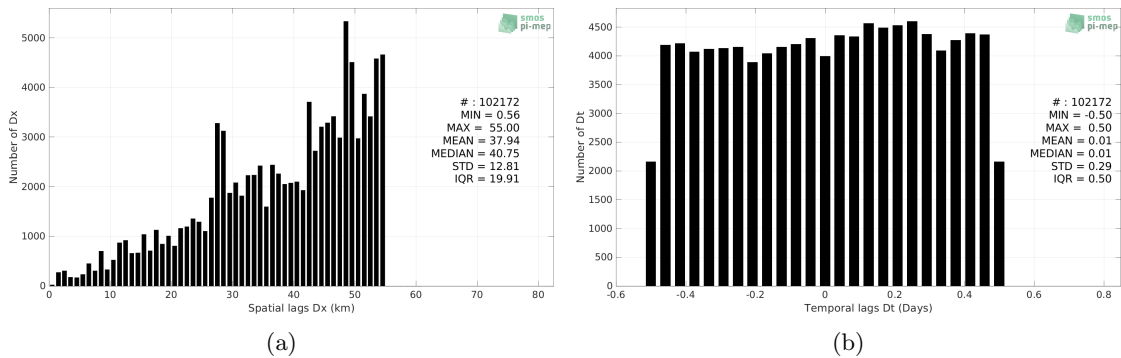 smos
pi-mep
5000
4000
3000
2000
1000
0
Number of Dx
# : 102172
MIN = 0.56
MAX = 55.00
MEAN = 37.94
MEDIAN = 40.75
STD = 12.81
IQR = 19.91
0 10 20 30 40 50 60 70 80
Spatial lags Dx (km)
(a)
smos
pi-mep
4500
4000
3500
3000
2500
2000
1500
1000
500
0
Number of Dt
# : 102172
MIN = -0.50
MAX = 0.50
MEAN = 0.01
MEDIAN = 0.01
STD = 0.29
IQR = 0.50
-0.6 -0.4 -0.2 0 0.2 0.4 0.6 0.8
Temporal lags Dt (Days)
(b)